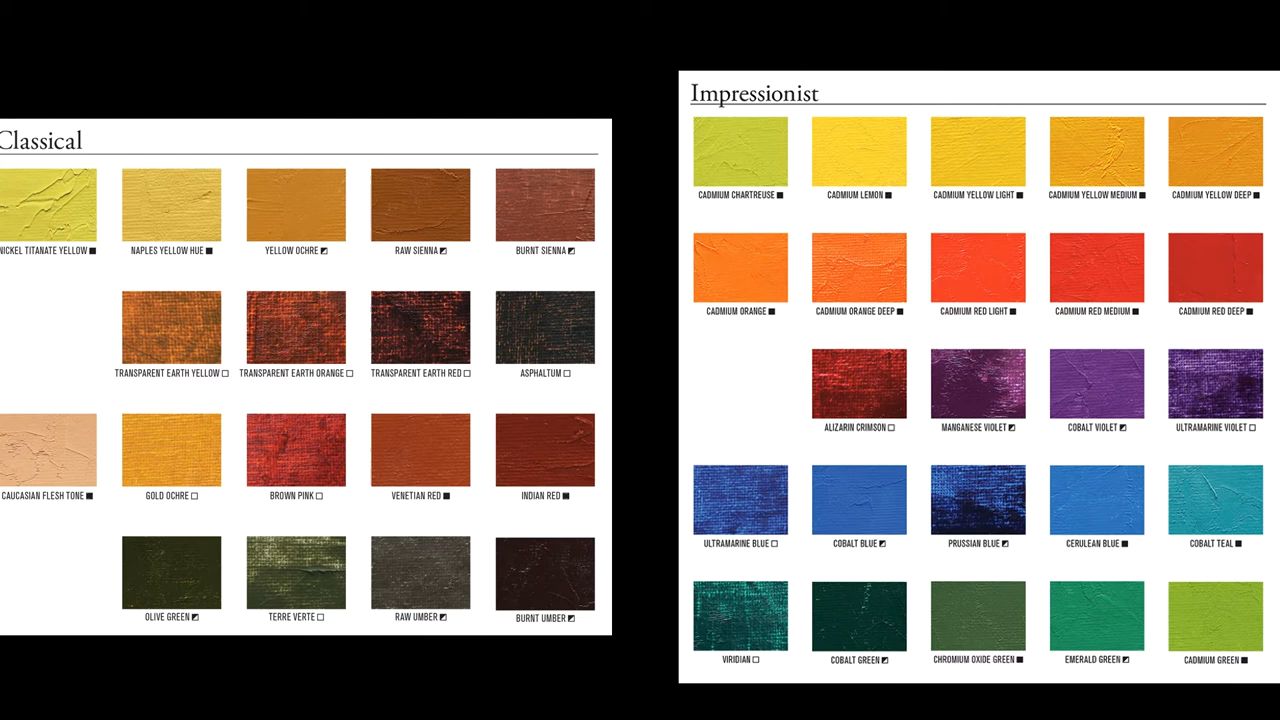 Classical
NICKEL TITANATE YELLOW
NAPLES YELLOW HUE
YELLOW OCHRE
RAW SIENNA
BURNT SIENNA
TRANSPARENT EARTH YELLOW
TRANSPARENT EARTH ORANGE
TRANSPARENT EARTH RED
ASPHALTUM
CAUCASIAN FLESH TONE
GOLD OCHRE
BROWN PINK
VENETIAN RED
INDIAN RED
OLIVE GREEN
TERRE VERTE
RAW UMBER
BURNT UMBER
Impressionist
CADMIUM CHARTREUSE
CADMIUM LEMON
CADMIUM YELLOW LIGHT
CADMIUM YELLOW MEDIUM
CADMIUM YELLOW DEEP
CADMIUM ORANGE
CADMIUM ORANGE DEEP
CADMIUM RED LIGHT
CADMIUM RED MEDIUM
CADMIUM RED DEEP
ALIZARIN CRIMSON
MANGANESE VIOLET
COBALT VIOLET
ULTRAMARINE VIOLET
ULTRAMARINE BLUE
COBALT BLUE
PRUSSIAN BLUE
CERULEAN BLUE
COBALT TEAL
VIRIDIAN
COBALT GREEN
CHROMIUM OXIDE GREEN
EMERALD GREEN
CADMIUM GREEN